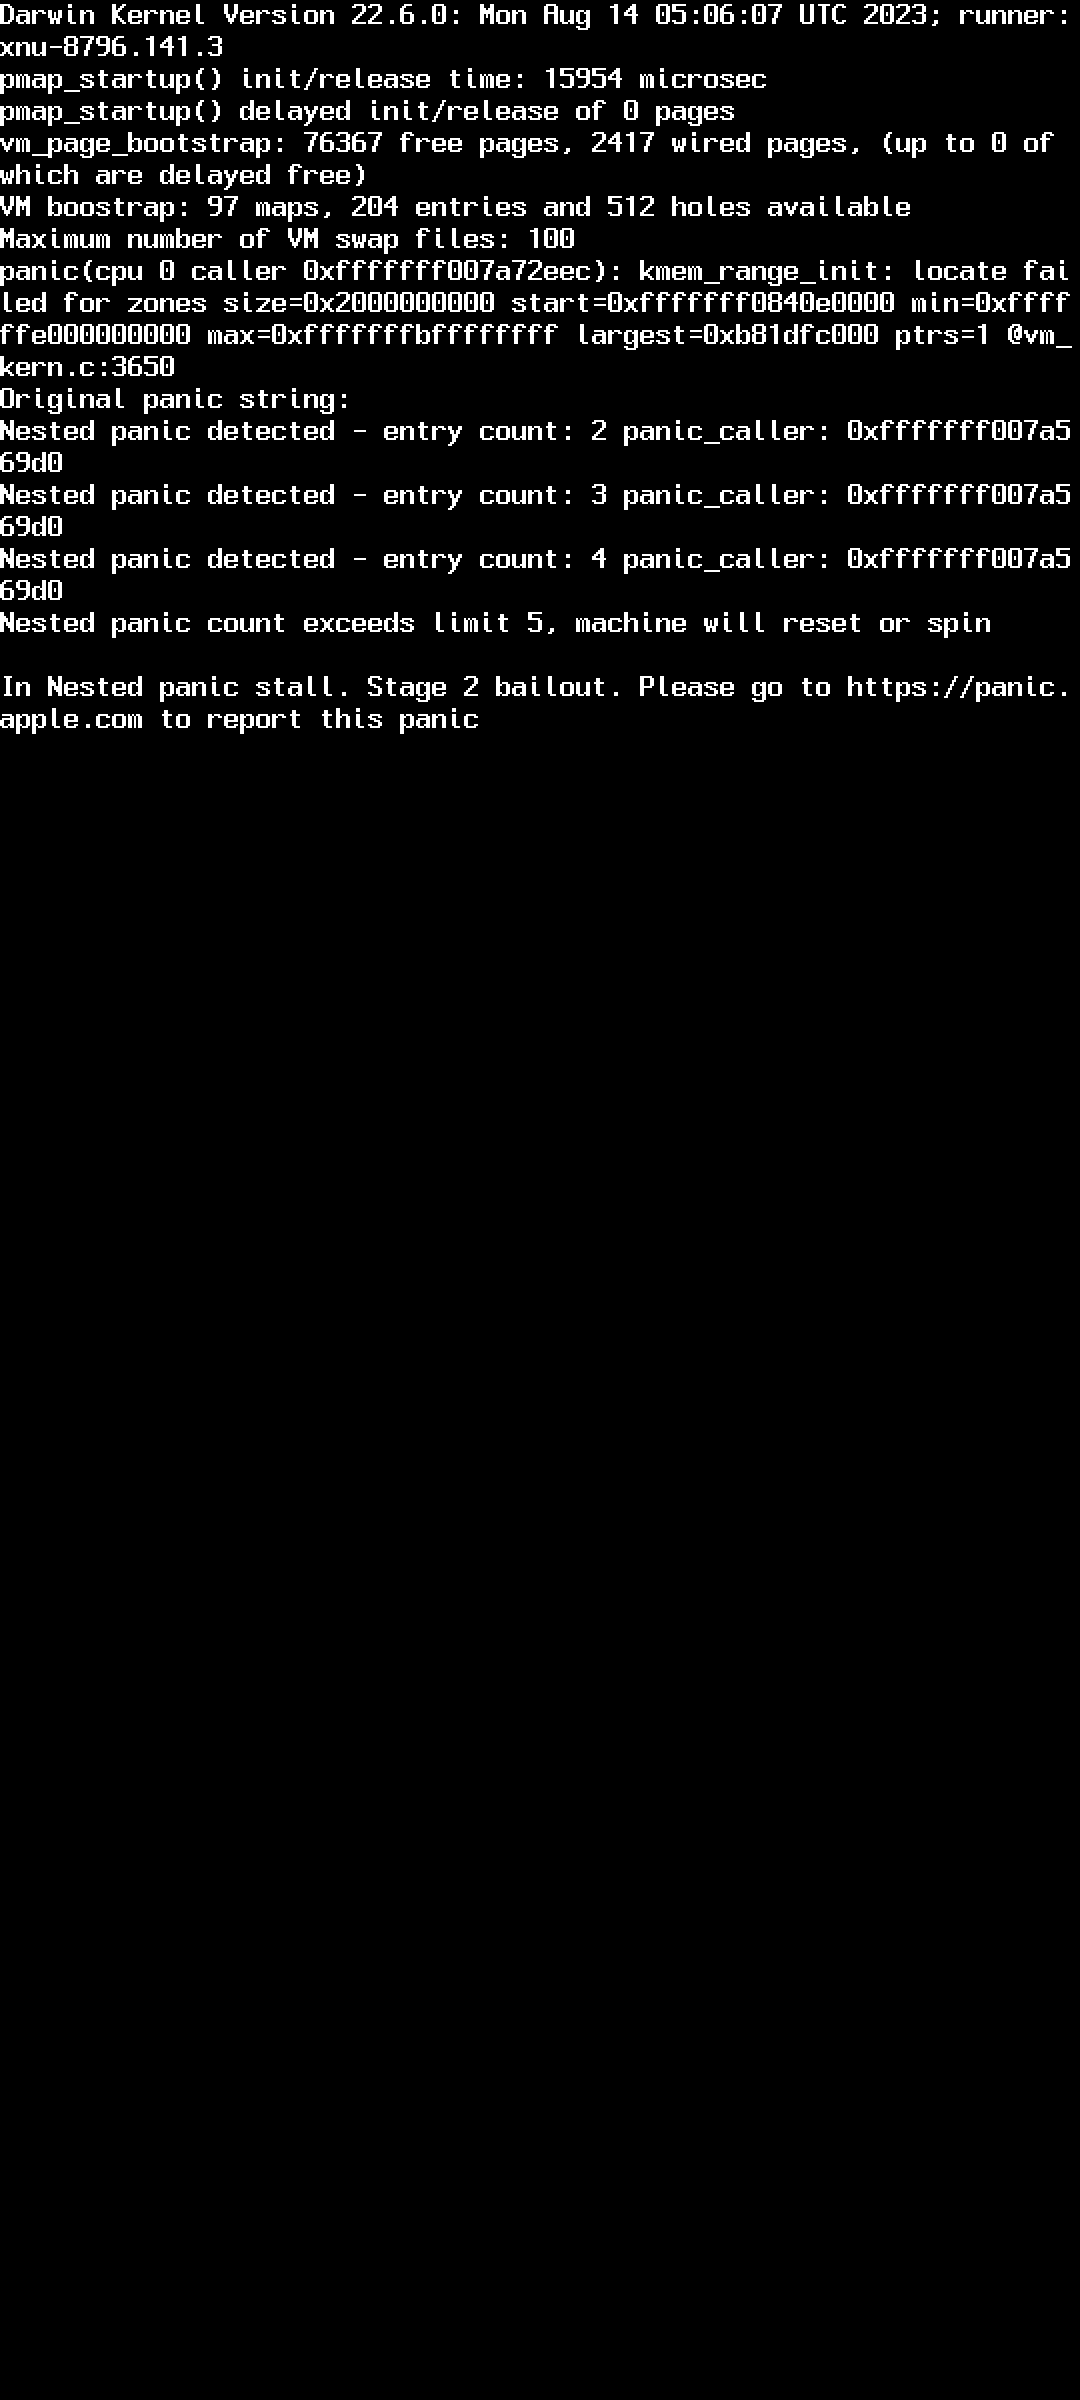 Darwin Kernel Version 22.6.0: Mon Aug 14 05:06:07 UTC 2023; runner:
xnu-8796.141.3
pmap_startup() init/release time: 15954 microsec
pmap_startup() delayed init/release of 0 pages
vm_page_bootstrap: 76367 free pages, 2417 wired pages, (up to 0 of
which are delayed free)
VM boostrap: 97 maps, 204 entries and 512 holes available
Maximum number of VM swap files: 100
panic(cpu 0 caller 0xfffffff007a72eec): kmem_range_init: locate fai
led for zones size=0x2000000000 start=0xfffffff0840e0000 min=0xffff
ffe000000000 max=0xfffffffbffffffff largest=0xb81dfc000 ptrs=1 @vm_
kern.c:3650
Original panic string:
Nested panic detected - entry count: 2 panic_caller: 0xfffffff007a5
69d0
Nested panic detected - entry count: 3 panic_caller: 0xfffffff007a5
69d0
Nested panic detected - entry count: 4 panic_caller: 0xfffffff007a5
69d0
Nested panic count exceeds limit 5, machine will reset or spin
In Nested panic stall. Stage 2 bailout. Please go to https://panic.
apple.com to report this panic